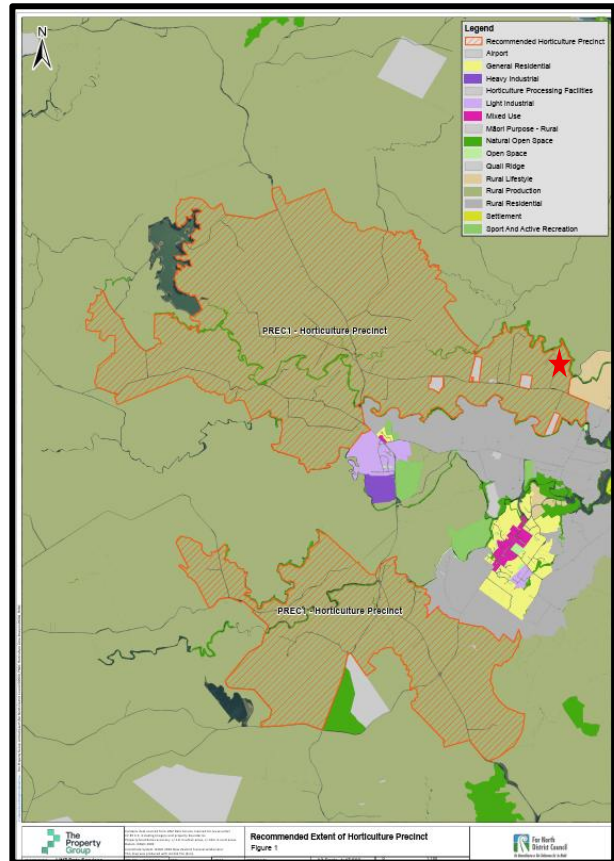 N
Legend
Recommended Horticulture Precinct
Airport
General Residential
Heavy Industrial
Horticulture Processing Facilities
Light Industrial
Mixed Use
Māori Purpose - Rural
Natural Open Space
Open Space
Quail Ridge
Rural Lifestyle
Rural Production
Rural Residential
Settlement
Sport And Active Recreation
PREC1 - Horticulture Precinct
PREC1 - Horticulture Precinct
The
Property
Group
Recommended Extent of Horticulture Precinct
Figure 1
Far North
District Council